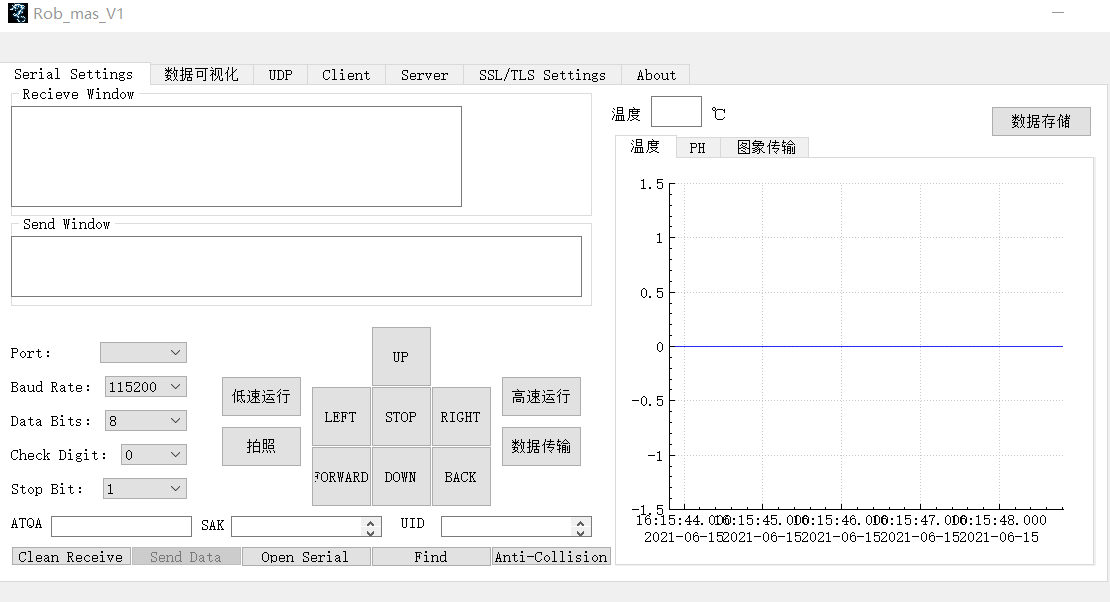 Rob_mas_V1
Serial Settings 数据可视化 UDP Client Server SSL/TLS Settings About
Recieve Window
温度 ℃
数据存储
温度 PH 图象传输
Send Window
1.5
1
0.5
0
-0.5
-1
-1.5
16:15:44.000 16:15:45.000 16:15:46.000 16:15:47.000 16:15:48.000
2021-06-15 2021-06-15 2021-06-15 2021-06-15 2021-06-15
Port:
Baud Rate: 115200
Data Bits: 8
Check Digit: 0
Stop Bit: 1
UP
低速运行 LEFT STOP RIGHT 高速运行
拍照 FORWARD DOWN BACK 数据传输
ATQA SAK UID
Clean Receive Send Data Open Serial Find Anti-Collision